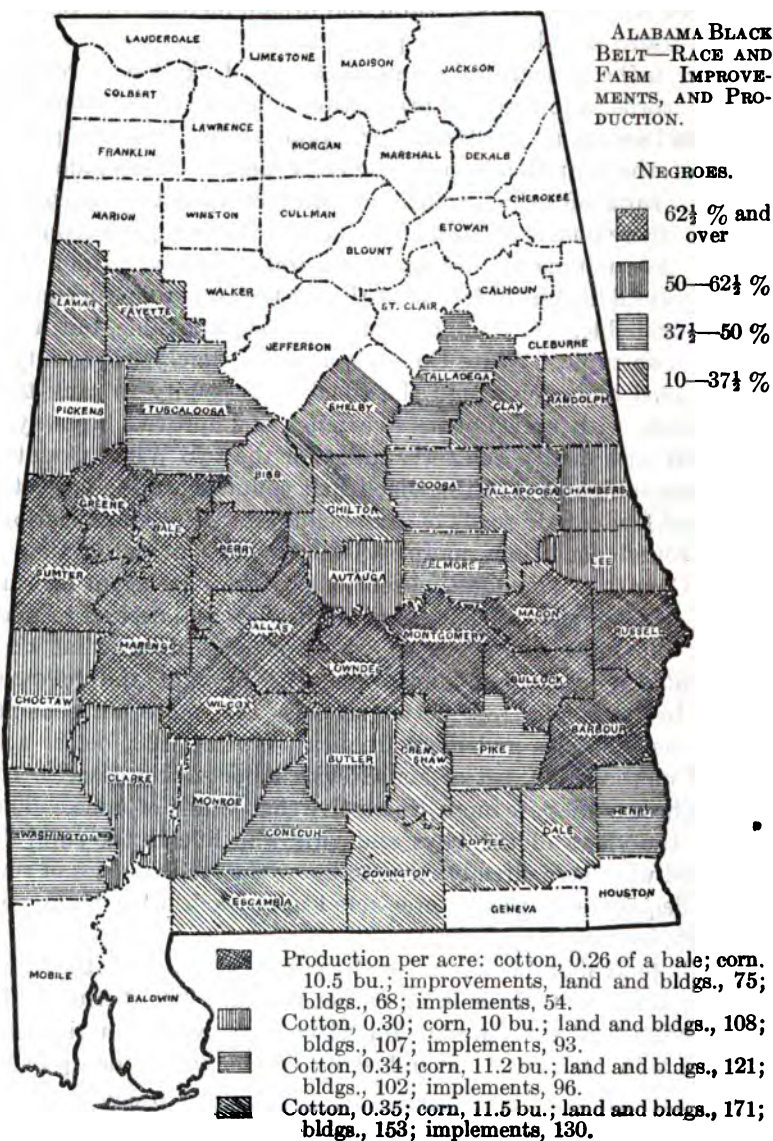 ALABAMA BLACK
BELT—RACE AND
FARM IMPROVE-
MENTS, AND PRO-
DUCTION.
NEGROES.
62½ % and
over
50—62½ %
37½—50 %
10—37½ %
LAUDERDALE
LIMESTONE
MADISON
JACKSON
COLBERT
LAWRENCE
FRANKLIN
MORGAN
MARSHALL
DEKALB
CHEROKEE
MARION
WINSTON
CULLMAN
ETOWAH
BLOUNT
LAMAR
FAYETTE
WALKER
ST. CLAIR
CALHOUN
JEFFERSON
CLEBURNE
TALLADEGA
PICKENS
TUSCALOOSA
SHELBY
CLAY
RANDOLPH
BIBB
COOSA
TALLAPOOSA
CHAMBERS
GREENE
HALE
CHILTON
PERRY
LEE
SUMTER
AUTAUGA
ELMORE
MACON
MARENGO
DALLAS
MONTGOMERY
RUSSEL
LOWNDE
BULLOCK
CHOCTAW
WILCOX
BARBOUR
CLARKE
BUTLER
CREN
SHAW
PIKE
MONROE
HENRY
WASHINGTON
CONECUH
COFFEE
DALE
COVINGTON
ESCAMBIA
GENEVA
HOUSTON
MOBILE
BALDWIN
Production per acre: cotton, 0.26 of a bale; corn.
10.5 bu.; improvements, land and bldgs., 75;
bldgs., 68; implements, 54.
Cotton, 0.30; corn, 10 bu.; land and bldgs., 108;
bldgs., 107; implements, 93.
Cotton, 0.34; corn, 11.2 bu.; land and bldgs., 121;
bldgs., 102; implements, 96.
Cotton, 0.35; corn, 11.5 bu.; land and bldgs., 171;
bldgs., 153; implements, 130.